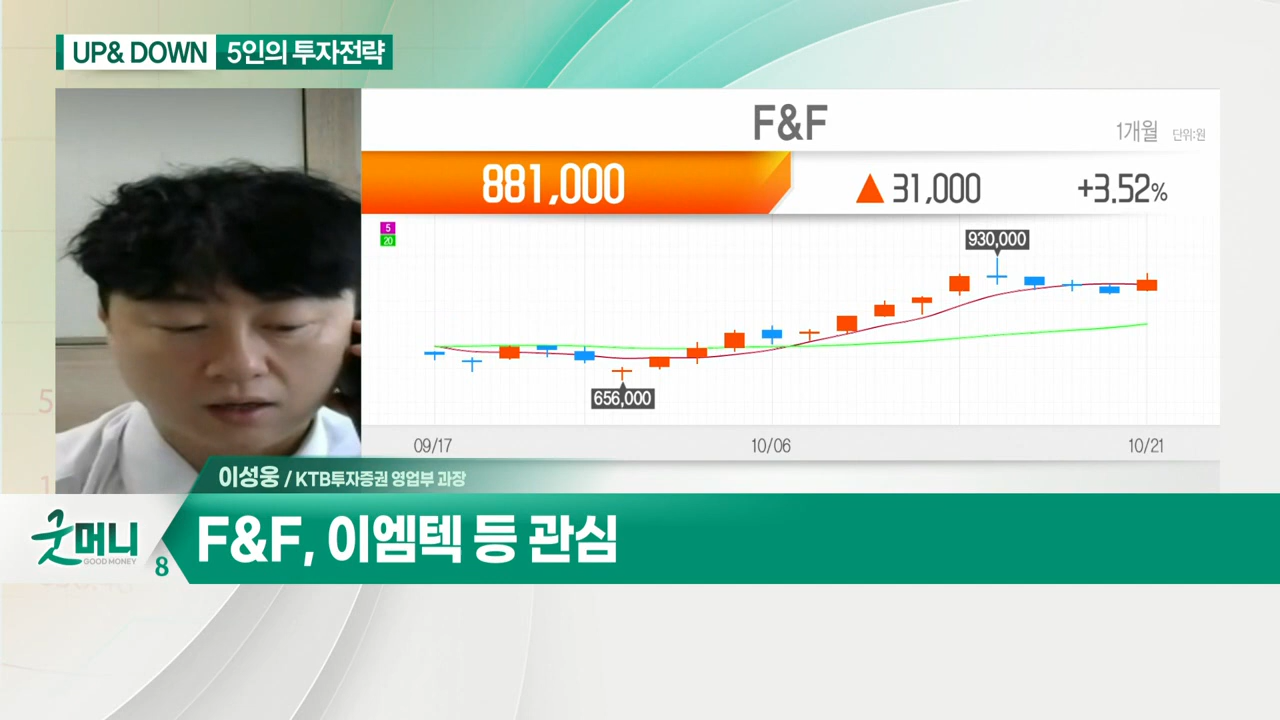 UP& DOWN 5인의 투자전략
F&F
1개월 단위:원
881,000 ▲ 31,000 +3.52%
5
20
930,000
656,000
09/17 10/06 10/21
이성웅 / KTB투자증권 영업부 과장
굿머니
GOOD MONEY
8
F&F, 이엠텍 등 관심
5
1